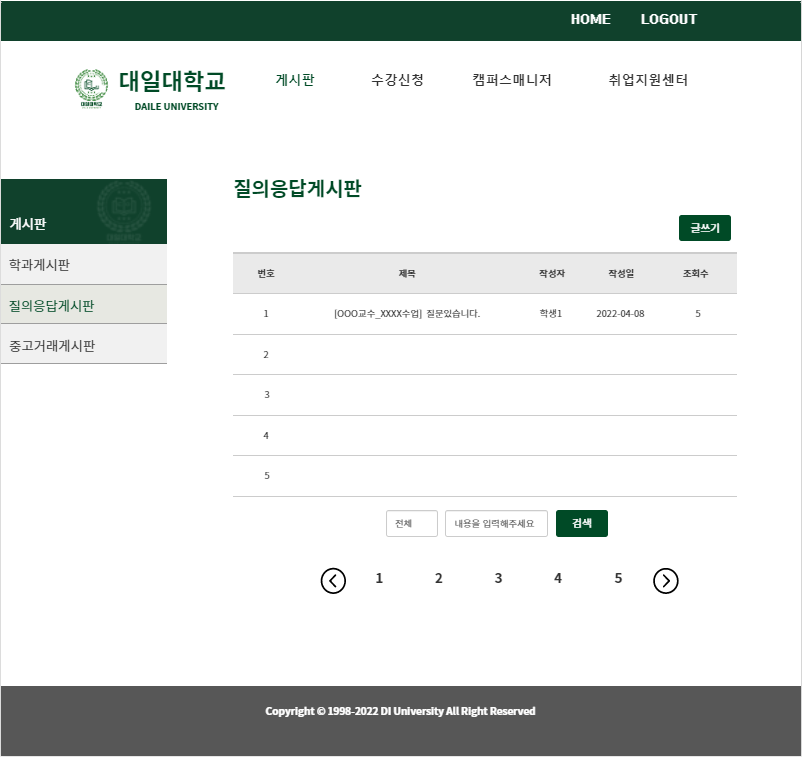 HOME LOGOUT
대일대학교
대일대학교
DAILE UNIVERSITY
게시판 수강신청 캠퍼스매니저 취업지원센터
게시판
학과게시판
질의응답게시판
중고거래게시판
질의응답게시판
글쓰기
번호 제목 작성자 작성일 조회수
1 [OOO교수_XXXX수업] 질문있습니다. 학생1 2022-04-08 5
2
3
4
5
전체 내용을 입력해주세요 검색
1 2 3 4 5
Copyright © 1998-2022 DI University All Right Reserved